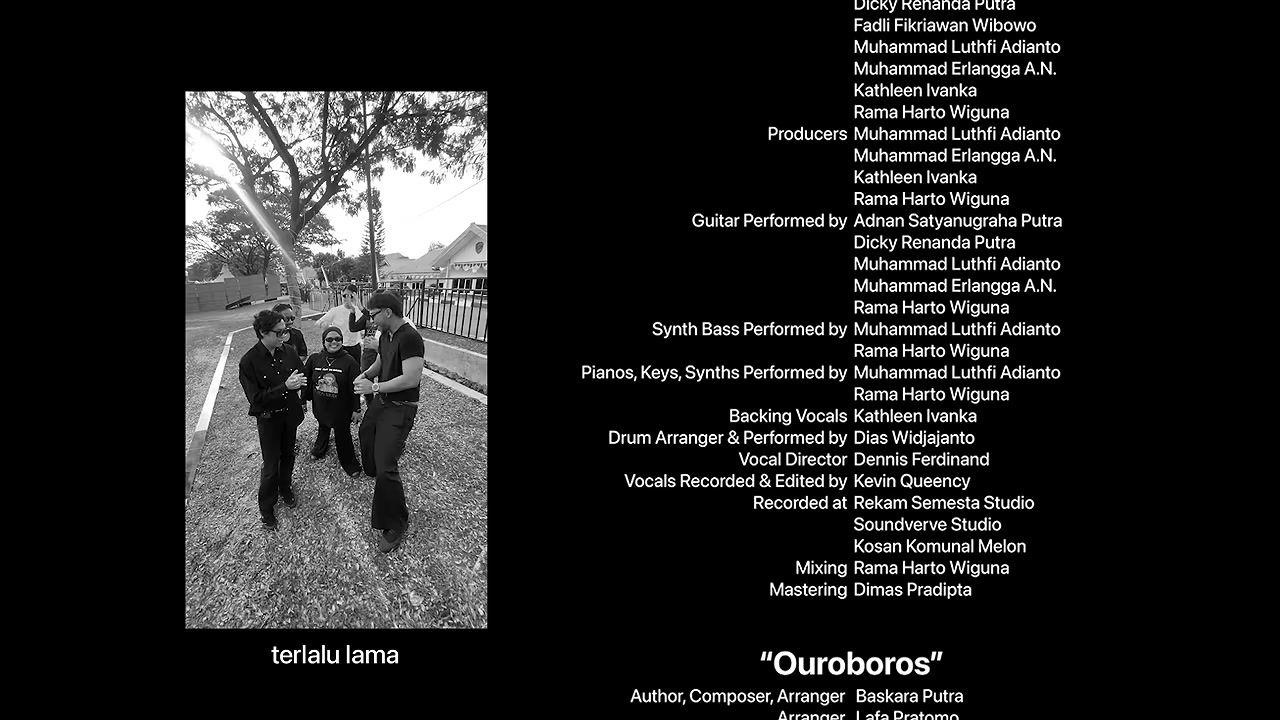 Dicky Renanda Putra
Fadli Fikriawan Wibowo
Muhammad Luthfi Adianto
Muhammad Erlangga A.N.
Kathleen Ivanka
Rama Harto Wiguna
Producers Muhammad Luthfi Adianto
Muhammad Erlangga A.N.
Kathleen Ivanka
Rama Harto Wiguna
Guitar Performed by Adnan Satyanugraha Putra
Dicky Renanda Putra
Muhammad Luthfi Adianto
Muhammad Erlangga A.N.
Rama Harto Wiguna
Synth Bass Performed by Muhammad Luthfi Adianto
Rama Harto Wiguna
Pianos, Keys, Synths Performed by Muhammad Luthfi Adianto
Rama Harto Wiguna
Backing Vocals Kathleen Ivanka
Drum Arranger & Performed by Dias Widjajanto
Vocal Director Dennis Ferdinand
Vocals Recorded & Edited by Kevin Queency
Recorded at Rekam Semesta Studio
Soundverve Studio
Kosan Komunal Melon
Mixing Rama Harto Wiguna
Mastering Dimas Pradipta
terlalu lama
“Ouroboros”
Author, Composer, Arranger Baskara Putra
Arranger Lafa Pratomo